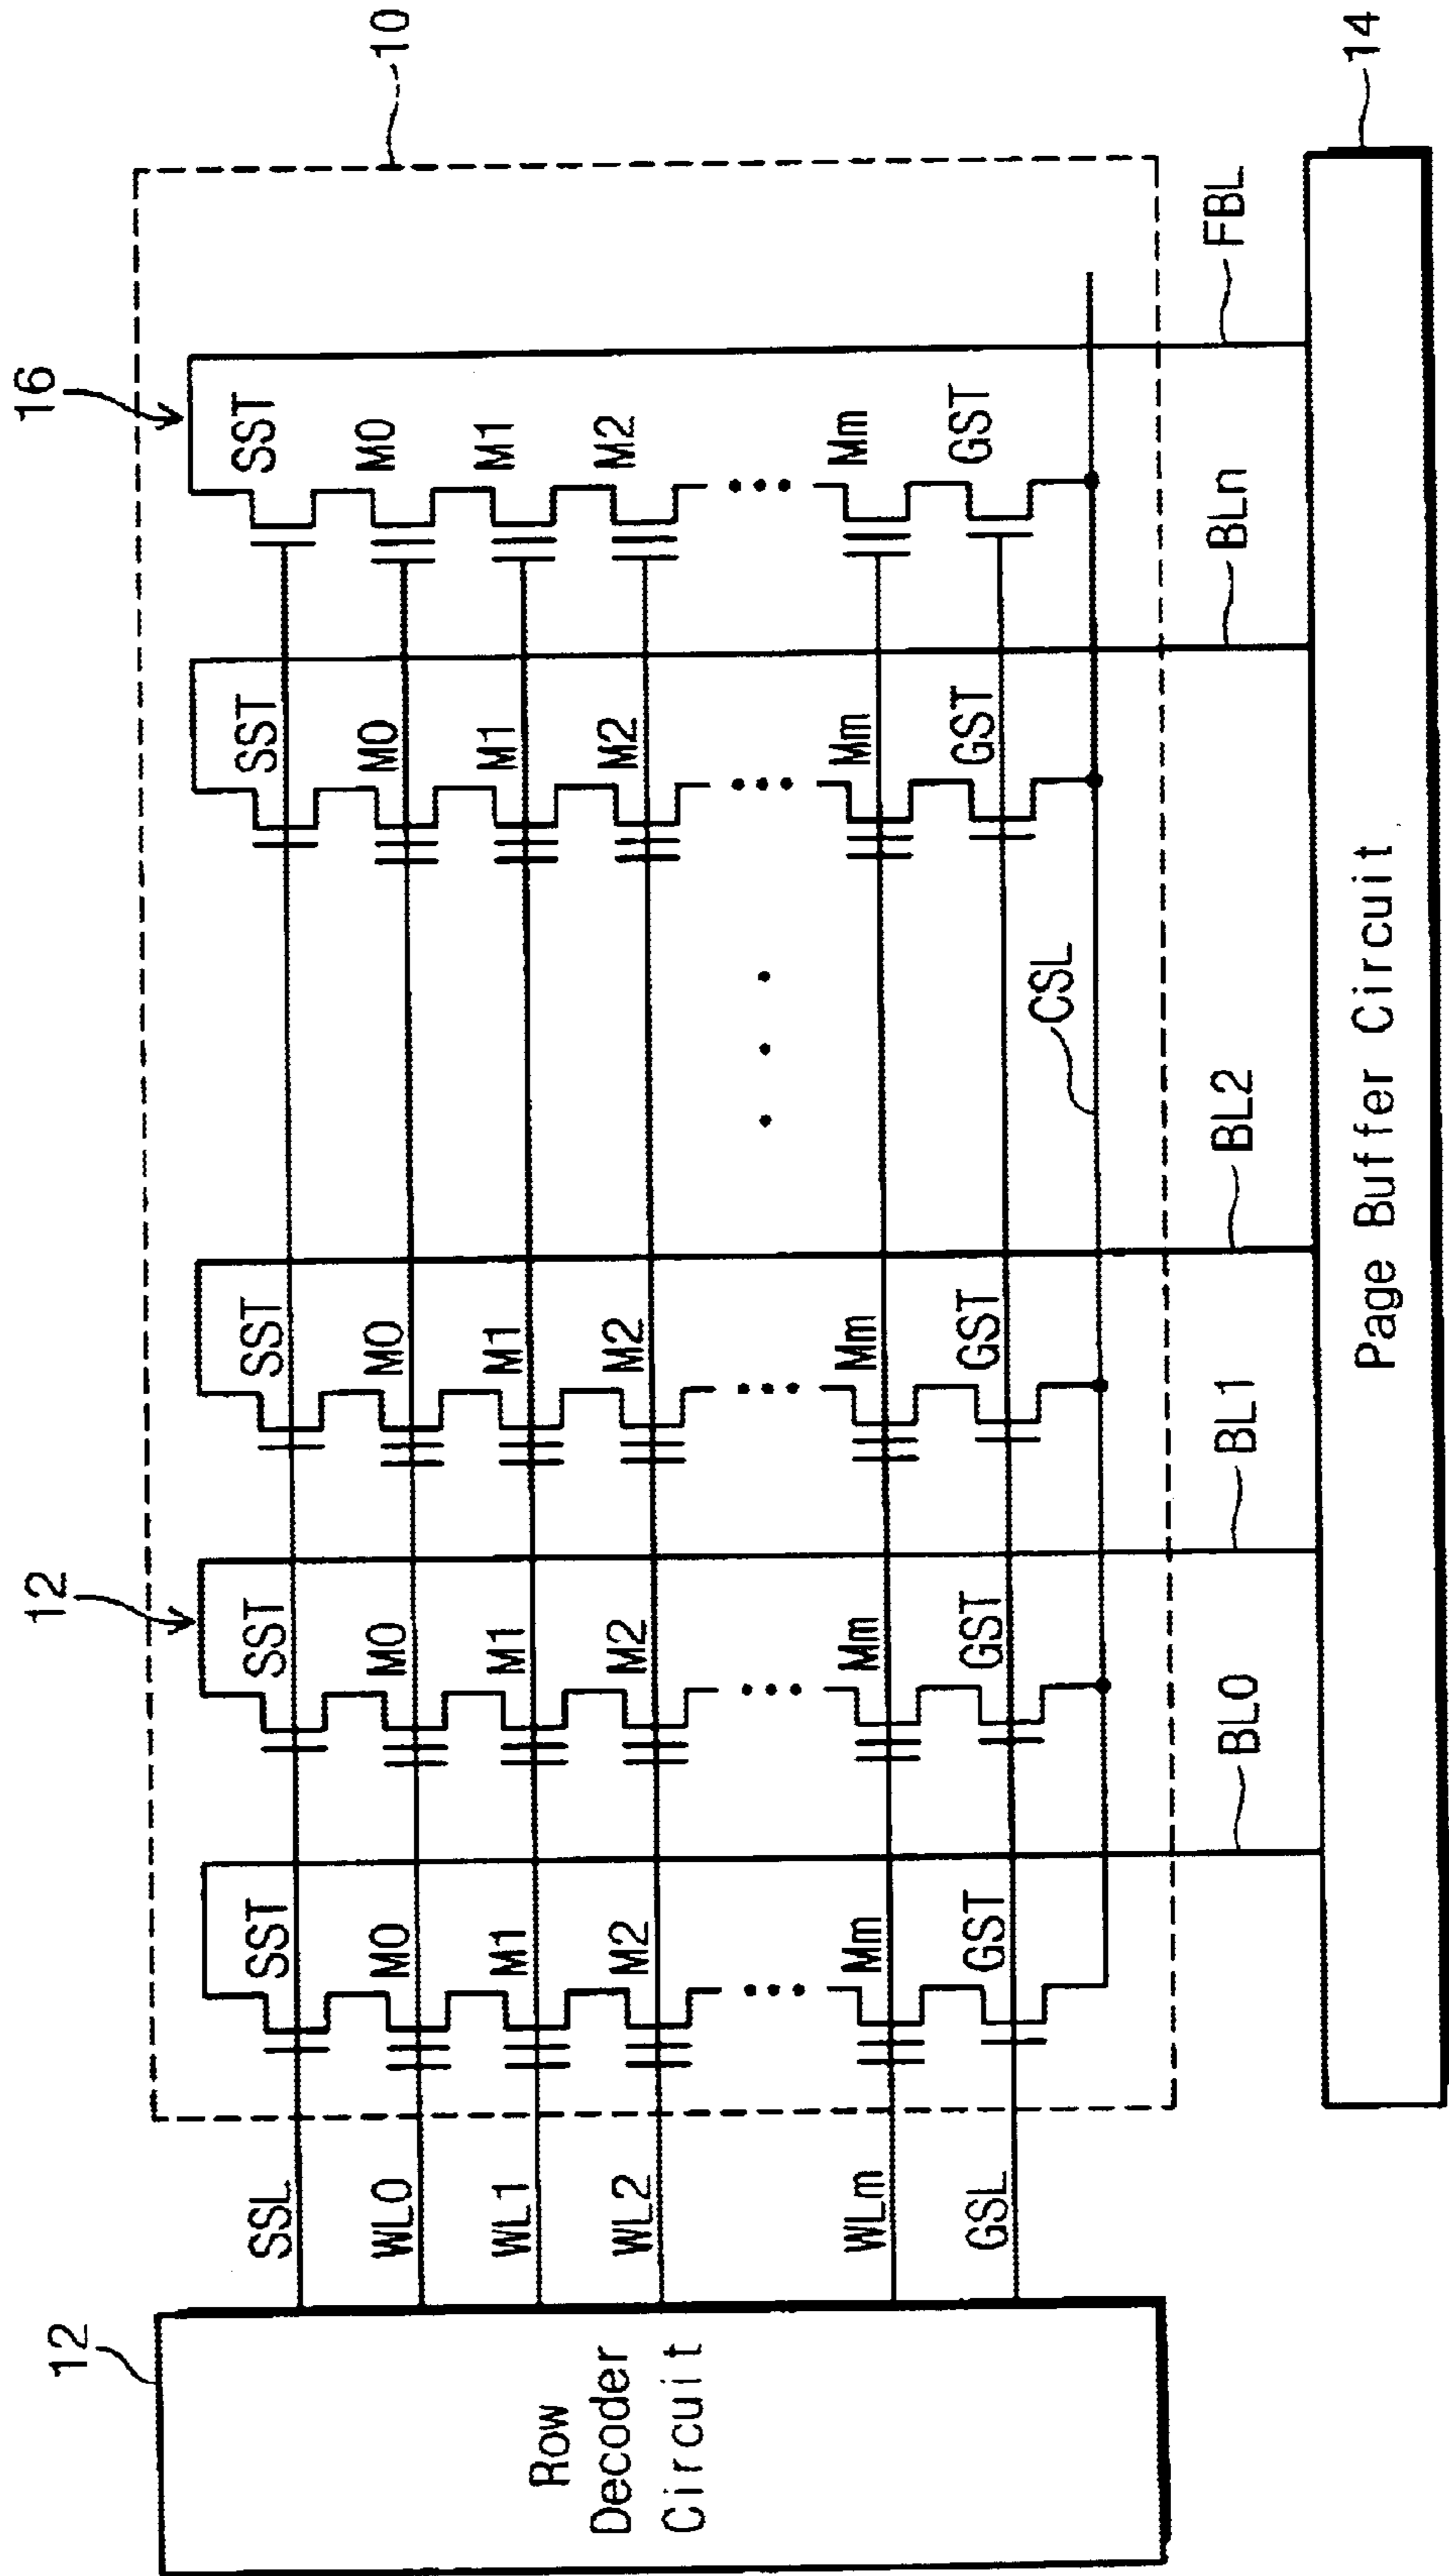 10
16
12
12
SSL
SST
SST
SST
SST
SST
WL0
M0
M0
M0
M0
M0
WL1
M1
M1
M1
M1
M1
WL2
M2
M2
M2
M2
M2
WLm
Mm
Mm
Mm
Mm
Mm
GSL
GST
GST
GST
GST
GST
CSL
Row
Decoder
Circuit
BL0
BL1
BL2
BLn
FBL
Page Buffer Circuit
14